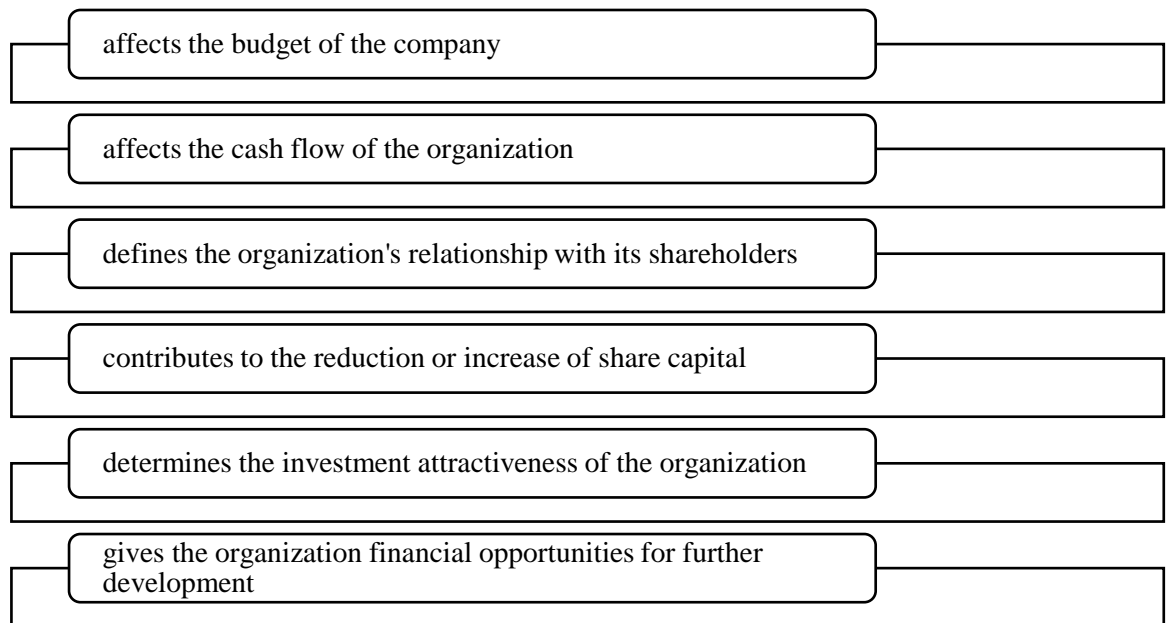 affects the budget of the company
affects the cash flow of the organization
defines the organization's relationship with its shareholders
contributes to the reduction or increase of share capital
determines the investment attractiveness of the organization
gives the organization financial opportunities for further
development